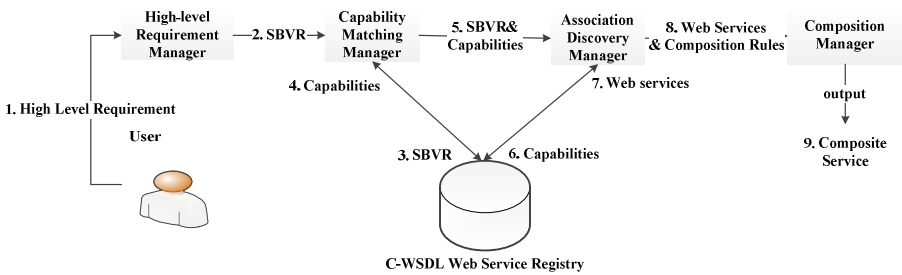 High-level
Requirement
Manager
2. SBVR
Capability
Matching
Manager
5. SBVR&
Capabilities
Association
Discovery
Manager
8. Web Services
& Composition Rules
Composition
Manager
4. Capabilities
7. Web services
output
1. High Level Requirement
User
3. SBVR
6. Capabilities
9. Composite
Service
C-WSDL Web Service Registry